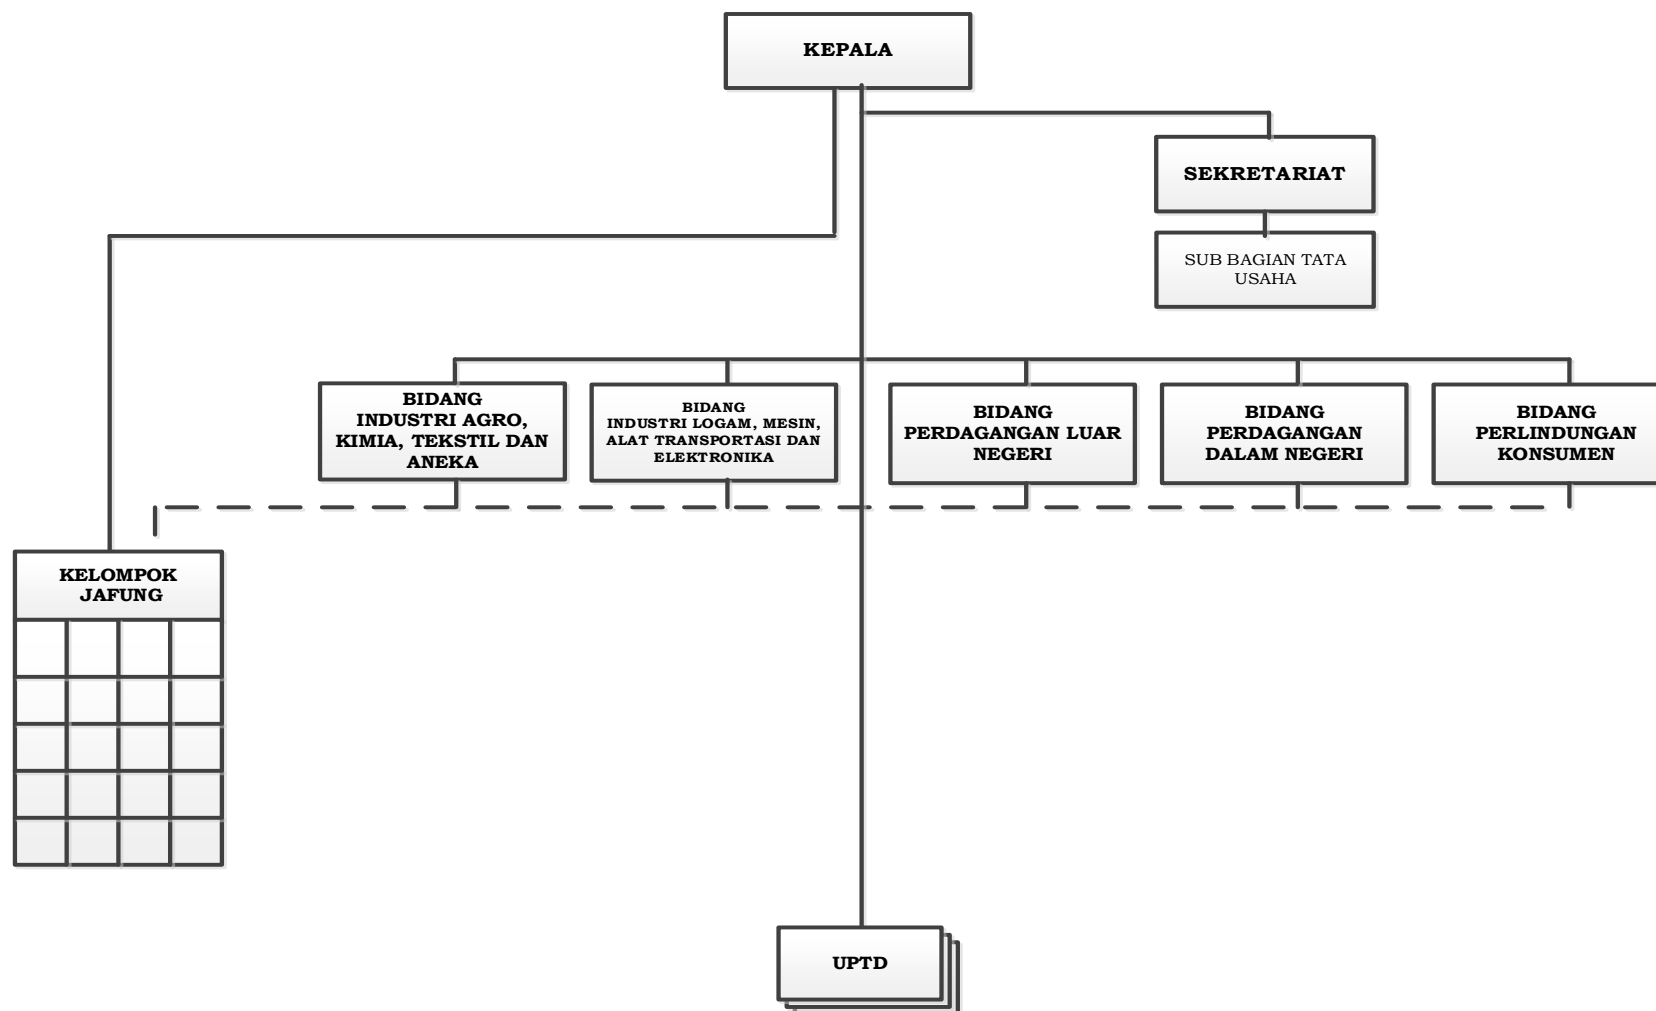 KEPALA
SEKRETARIAT
SUB BAGIAN TATA
USAHA
BIDANG
INDUSTRI AGRO,
KIMIA, TEKSTIL DAN
ANEKA
BIDANG
INDUSTRI LOGAM, MESIN,
ALAT TRANSPORTASI DAN
ELEKTRONIKA
BIDANG
PERDAGANGAN LUAR
NEGERI
BIDANG
PERDAGANGAN
DALAM NEGERI
BIDANG
PERLINDUNGAN
KONSUMEN
KELOMPOK
JAFUNG
UPTD